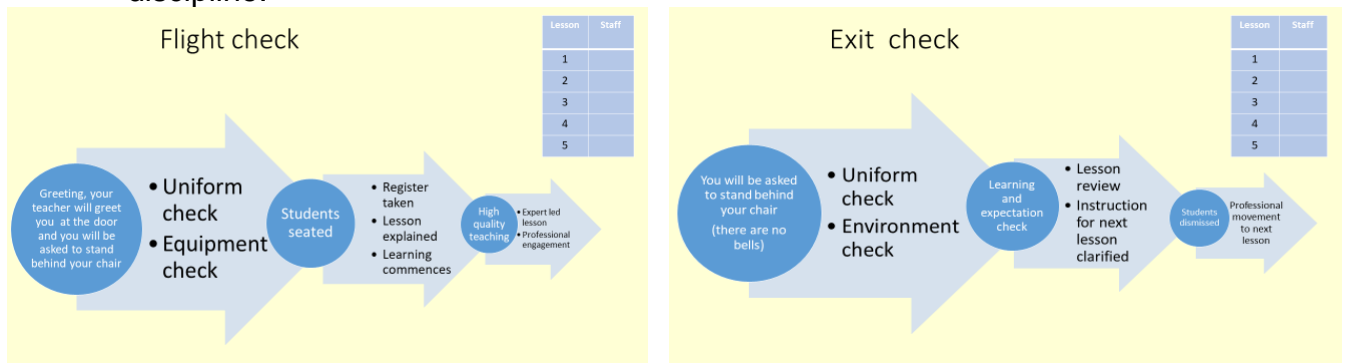 discipline.
Flight check
Lesson Staff
1
2
3
4
5
Greeting, your
teacher will greet
you at the door
and you will be
asked to stand
behind your chair
• Uniform
check
• Equipment
check
Students
seated
• Register
taken
• Lesson
explained
• Learning
commences
High
quality
teaching
• Expert led
lesson
• Professional
engagement
Exit check
Lesson Staff
1
2
3
4
5
You will be asked
to stand behind
your chair
(there are no
bells)
• Uniform
check
• Environment
check
Learning
and
expectation
check
• Lesson
review
• Instruction
for next
lesson
clarified
Students
dismissed
Professional
movement
to next
lesson